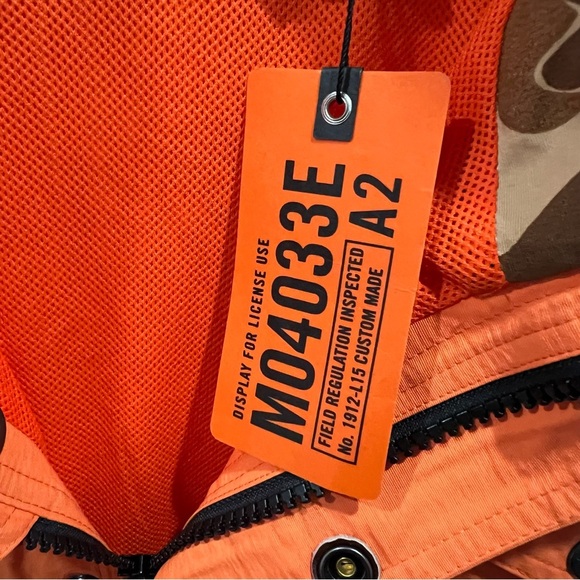 DISPLAY FOR LICENSE USE
M04033E
A2
FIELD REGULATION INSPECTED
No. 1912-L15 CUSTOM MADE